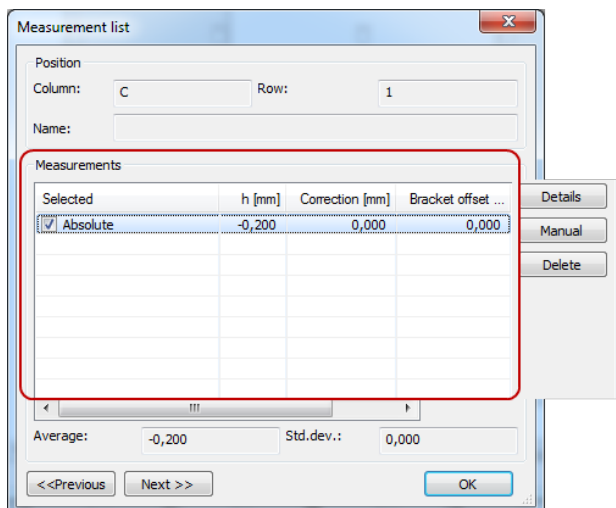 Measurement list
Position
Column: C Row: 1
Name:
Measurements
Selected h [mm] Correction [mm] Bracket offset ...
Absolute -0,200 0,000 0,000
Details
Manual
Delete
Average: -0,200 Std.dev.: 0,000
<<Previous Next >> OK